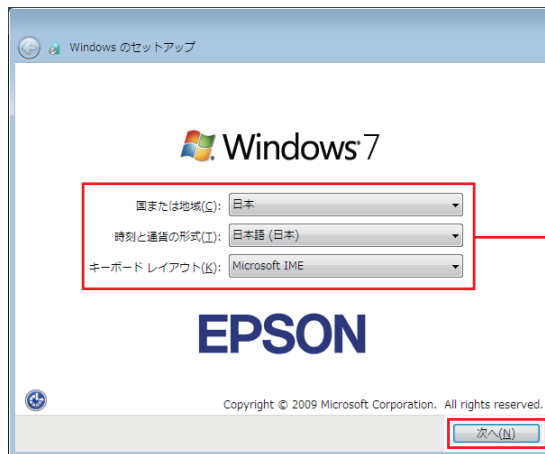 Windows のセットアップ
Windows 7
国または地域(C): 日本
時刻と通貨の形式(T): 日本語 (日本)
キーボード レイアウト(K): Microsoft IME
EPSON
Copyright © 2009 Microsoft Corporation. All rights reserved.
次へ(N)